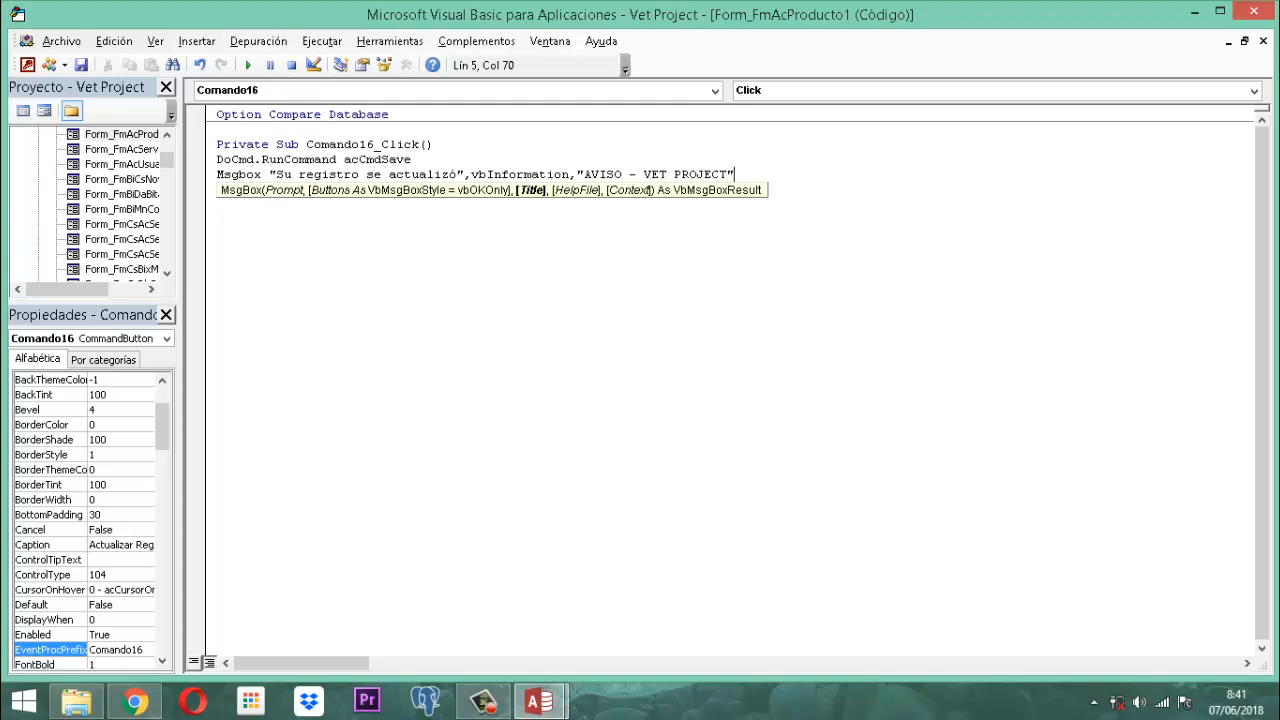 Microsoft Visual Basic para Aplicaciones - Vet Project - [Form_FmAcProducto1 (Código)]
Archivo Edición Ver Insertar Depuración Ejecutar Herramientas Complementos Ventana Ayuda
Lín 5, Col 70
Proyecto - Vet Project
Comando16
Click
Form_FmAcProd
Form_FmAcServ
Form_FmAcUsua
Form_FmBiCsNo
Form_FmBiDaBit
Form_FmBiMnCo
Form_FmCsAcSe
Form_FmCsAcSe
Form_FmCsAcSe
Form_FmCsBixM
Option Compare Database
Private Sub Comando16_Click()
DoCmd.RunCommand acCmdSave
Msgbox "Su registro se actualizó",vbInformation,"AVISO - VET PROJECT"
MsgBox(Prompt, [Buttons As VbMsgBoxStyle = vbOKOnly], [Title], [HelpFile], [Context]) As VbMsgBoxResult
Propiedades - Comando
Comando16 CommandButton
Alfabética Por categorías
BackThemeColor -1
BackTint 100
Bevel 4
BorderColor 0
BorderShade 100
BorderStyle 1
BorderThemeCo 0
BorderTint 100
BorderWidth 0
BottomPadding 30
Cancel False
Caption Actualizar Reg
ControlTipText
ControlType 104
CursorOnHover 0 - acCursorOn
Default False
DisplayWhen 0
Enabled True
EventProcPrefix Comando16
FontBold 1
Pr
8:41
07/06/2018